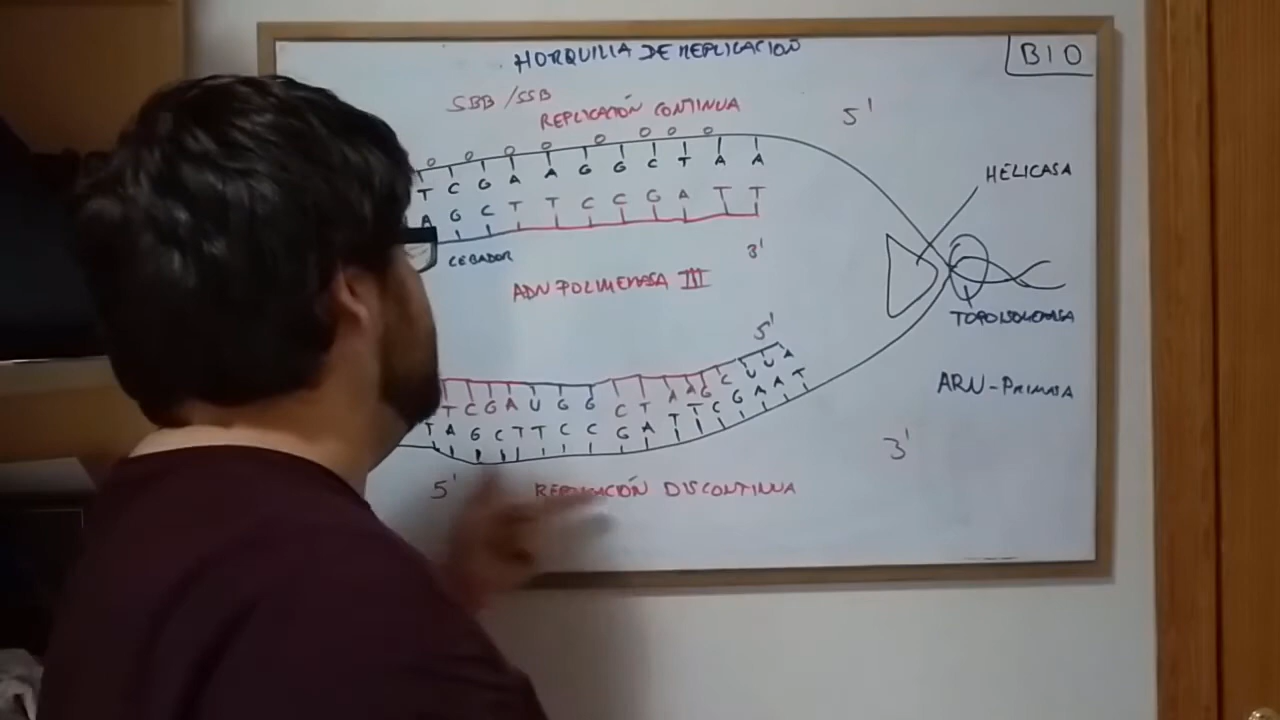 HORQUILLA DE REPLICACION
BIO
SBB/SSB
REPLICACIÓN CONTINUA
5'
T C G A A G G C T A A
A G C T T C C G A T T
HELICASA
CEBADOR
3'
ADN POLIMERASA III
TOPOISOMERASA
5'
ARN-PRIMASA
T C G A U G G C T A A G C U U A
T A G C T T C C G A T T C G A A T
3'
5'
REPLICACIÓN DISCONTINUA